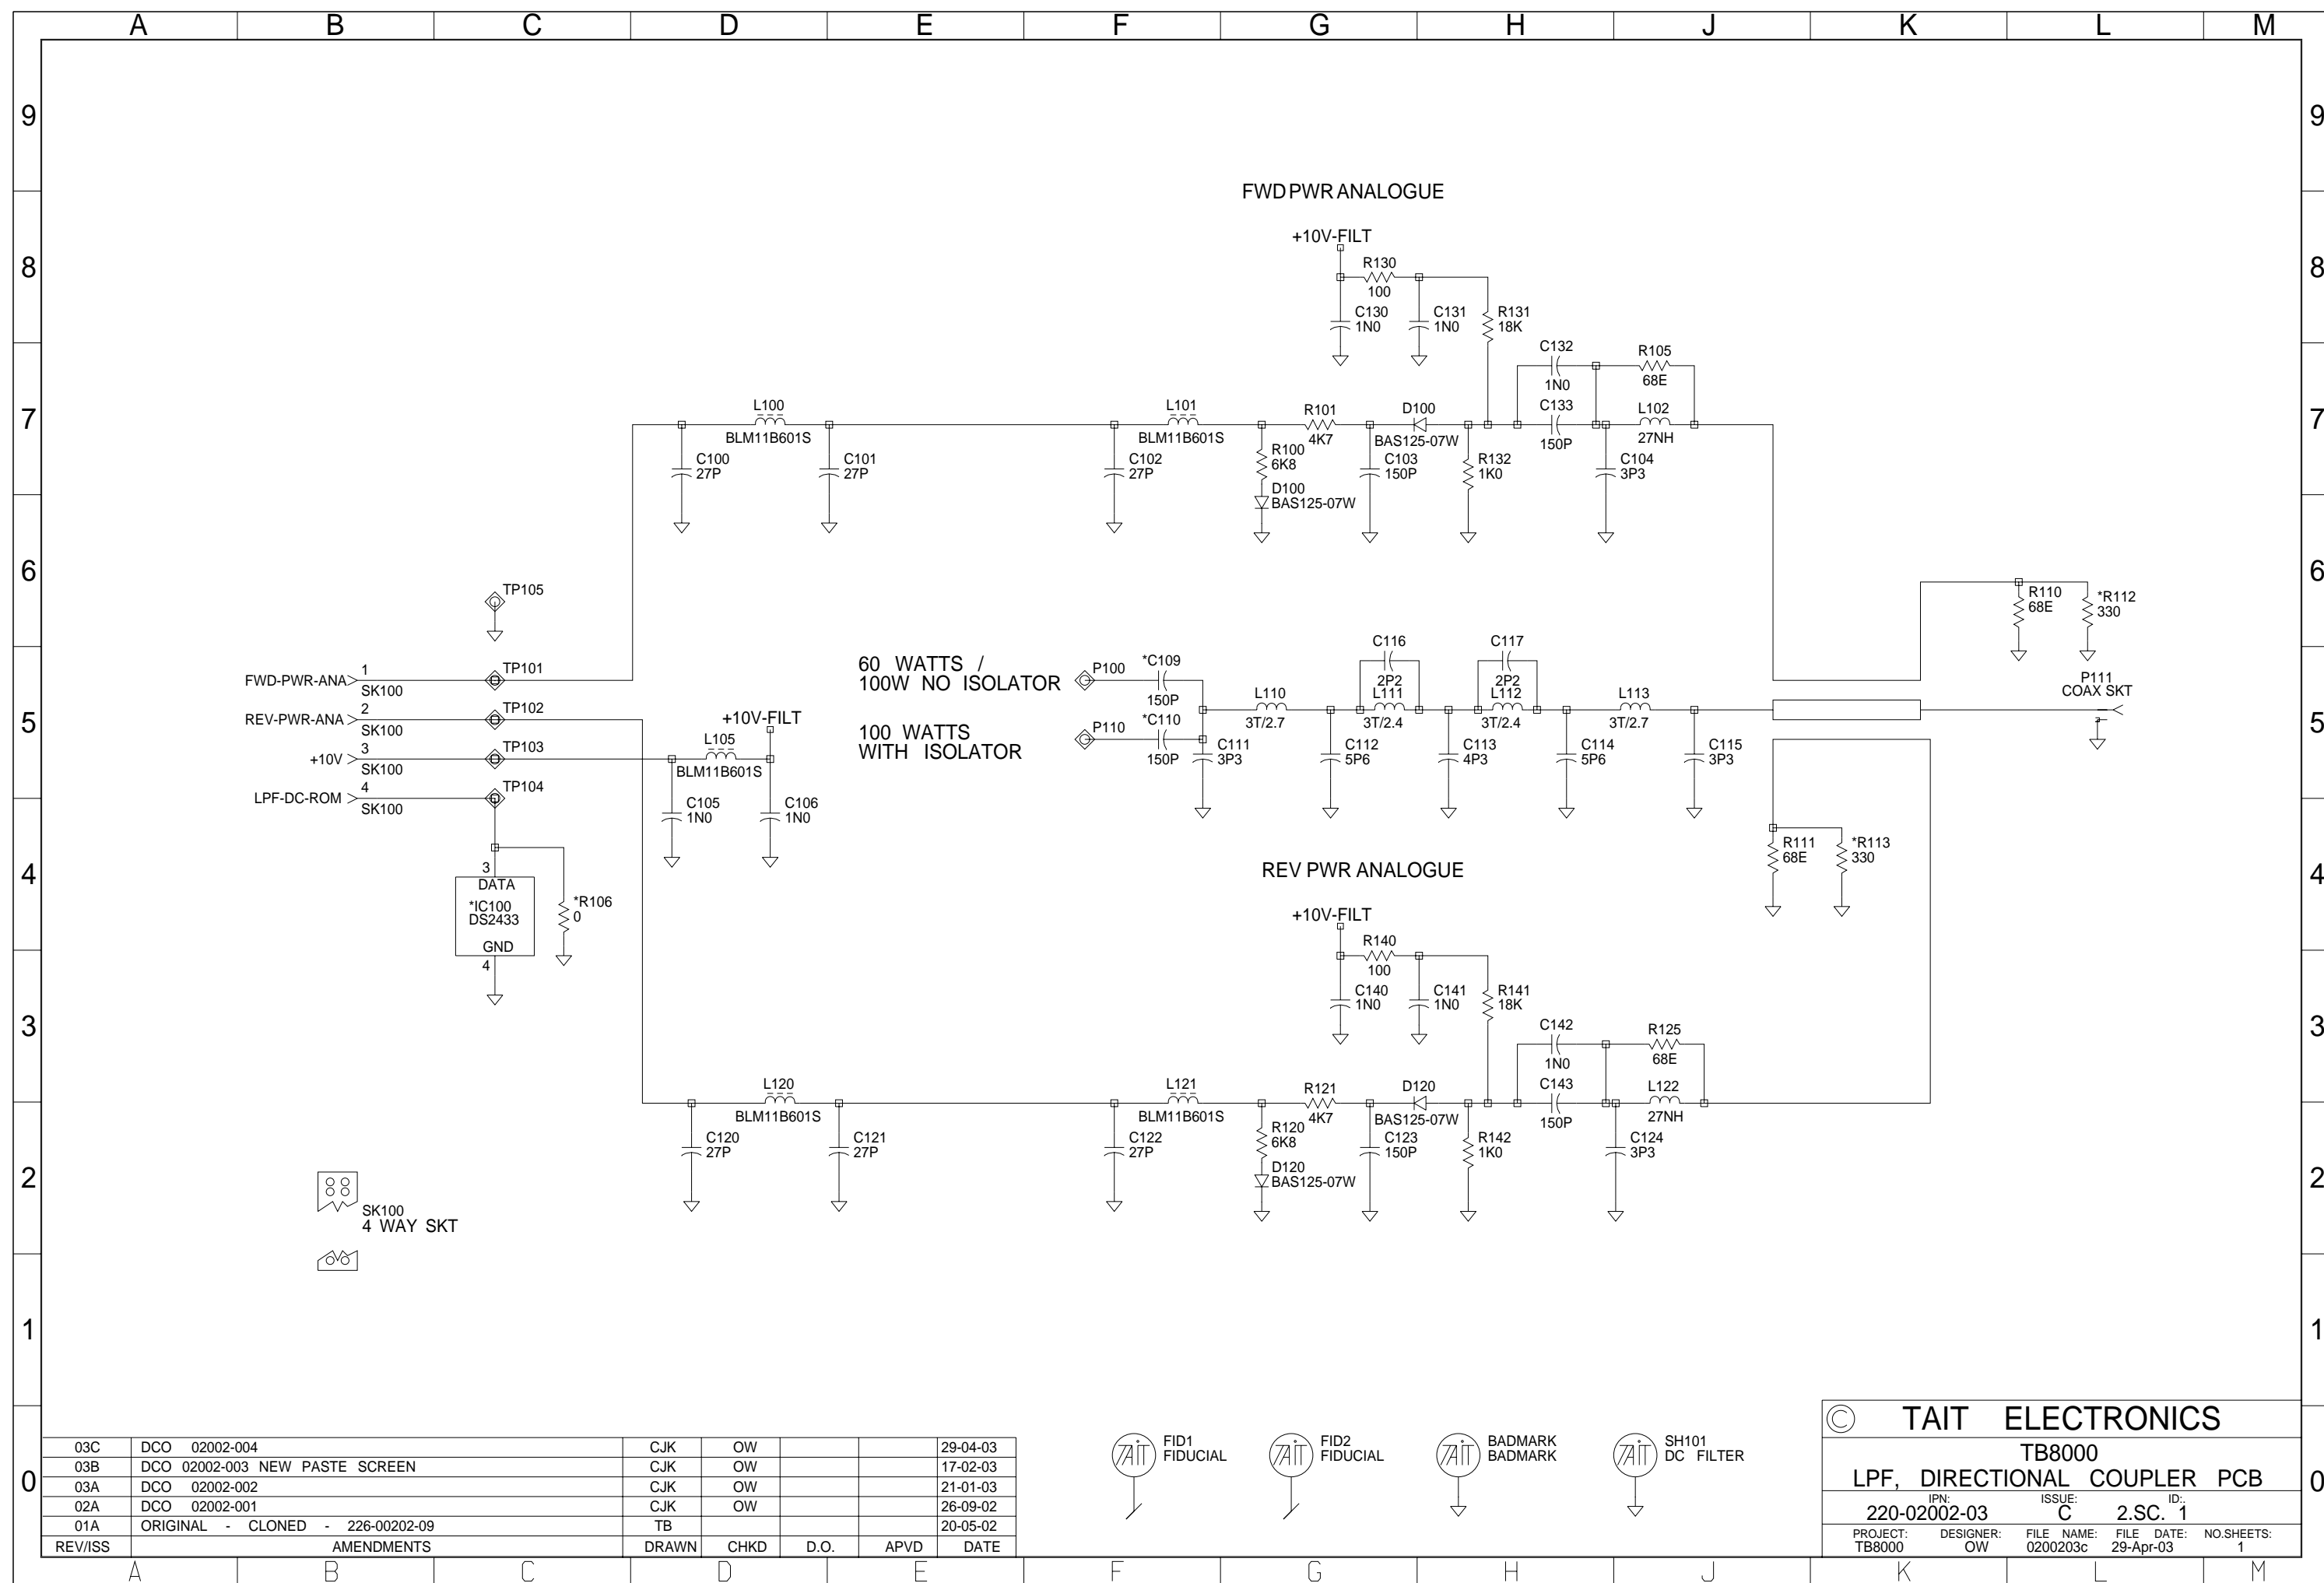 A B C D E F G H J K L M
9 9
FWD PWR ANALOGUE
+10V-FILT
8 8
R130
100
C130
1N0
C131
1N0
R131
18K
C132
1N0
R105
68E
7 7
L100
BLM11B601S
L101
BLM11B601S
R101
4K7
D100
BAS125-07W
C133
150P
L102
27NH
C100
27P
C101
27P
C102
27P
R100
6K8
C103
150P
R132
1K0
C104
3P3
D100
BAS125-07W
6 6
TP105
R110
68E
*R112
330
FWD-PWR-ANA
1
SK100
TP101
60 WATTS /
100W NO ISOLATOR
P100
*C109
150P
C116
2P2
C117
2P2
P111
COAX SKT
5 5
REV-PWR-ANA
2
SK100
TP102
+10V-FILT
L110
3T/2.7
L111
3T/2.4
L112
3T/2.4
L113
3T/2.7
+10V
3
SK100
TP103
L105
BLM11B601S
100 WATTS
WITH ISOLATOR
P110
*C110
150P
C111
3P3
C112
5P6
C113
4P3
C114
5P6
C115
3P3
LPF-DC-ROM
4
SK100
TP104
C105
1N0
C106
1N0
R111
68E
*R113
330
4 4
3
DATA
*IC100
DS2433
GND
4
*R106
0
REV PWR ANALOGUE
+10V-FILT
R140
100
C140
1N0
C141
1N0
R141
18K
3 3
C142
1N0
R125
68E
L120
BLM11B601S
L121
BLM11B601S
R121
4K7
D120
BAS125-07W
C143
150P
L122
27NH
C120
27P
C121
27P
C122
27P
R120
6K8
C123
150P
R142
1K0
C124
3P3
D120
BAS125-07W
2 2
SK100
4 WAY SKT
1 1
0 0
03C DCO 02002-004 CJK OW 29-04-03
03B DCO 02002-003 NEW PASTE SCREEN CJK OW 17-02-03
03A DCO 02002-002 CJK OW 21-01-03
02A DCO 02002-001 CJK OW 26-09-02
01A ORIGINAL - CLONED - 226-00202-09 TB 20-05-02
REV/ISS AMENDMENTS DRAWN CHKD D.O. APVD DATE
TAIT
FID1
FIDUCIAL
TAIT
FID2
FIDUCIAL
TAIT
BADMARK
BADMARK
TAIT
SH101
DC FILTER
© TAIT ELECTRONICS
TB8000
LPF, DIRECTIONAL COUPLER PCB
IPN: ISSUE: ID:.
220-02002-03 C 2.SC. 1
PROJECT: DESIGNER: FILE NAME: FILE DATE: NO.SHEETS:
TB8000 OW 0200203c 29-Apr-03 1
A B C D E F G H J K L M